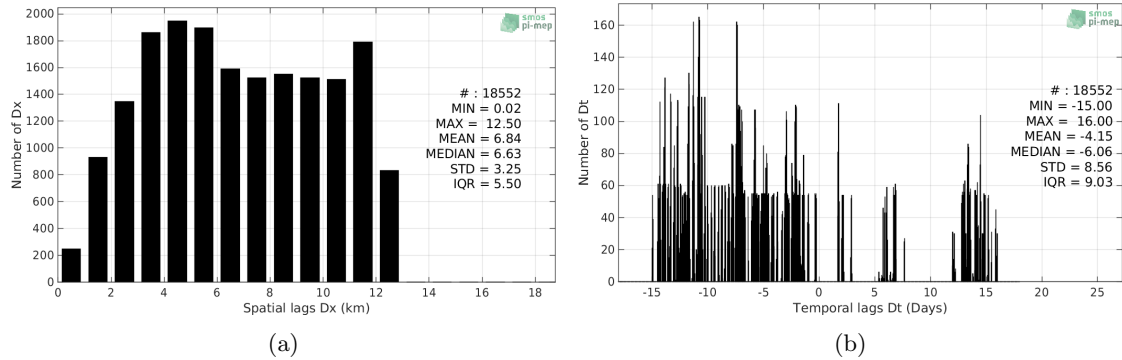 2000
1800
1600
1400
1200
1000
800
600
400
200
0
Number of Dx
0 2 4 6 8 10 12 14 16 18
Spatial lags Dx (km)
smos
pi-mep
# : 18552
MIN = 0.02
MAX = 12.50
MEAN = 6.84
MEDIAN = 6.63
STD = 3.25
IQR = 5.50
(a)
160
140
120
100
80
60
40
20
0
Number of Dt
-15 -10 -5 0 5 10 15 20 25
Temporal lags Dt (Days)
smos
pi-mep
# : 18552
MIN = -15.00
MAX = 16.00
MEAN = -4.15
MEDIAN = -6.06
STD = 8.56
IQR = 9.03
(b)